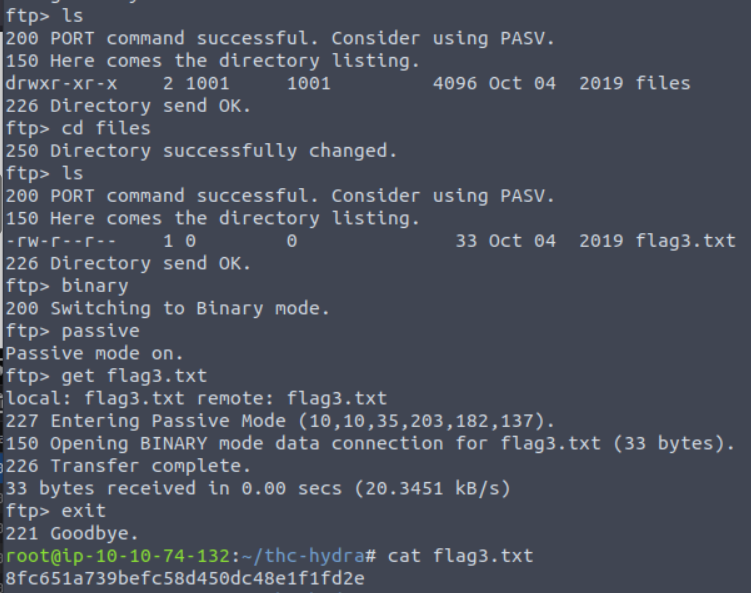 ftp> ls
200 PORT command successful. Consider using PASV.
150 Here comes the directory listing.
drwxr-xr-x    2 1001     1001         4096 Oct 04  2019 files
226 Directory send OK.
ftp> cd files
250 Directory successfully changed.
ftp> ls
200 PORT command successful. Consider using PASV.
150 Here comes the directory listing.
-rw-r--r--    1 0        0              33 Oct 04  2019 flag3.txt
226 Directory send OK.
ftp> binary
200 Switching to Binary mode.
ftp> passive
Passive mode on.
ftp> get flag3.txt
local: flag3.txt remote: flag3.txt
227 Entering Passive Mode (10,10,35,203,182,137).
150 Opening BINARY mode data connection for flag3.txt (33 bytes).
226 Transfer complete.
33 bytes received in 0.00 secs (20.3451 kB/s)
ftp> exit
221 Goodbye.
root@ip-10-10-74-132:~/thc-hydra# cat flag3.txt
8fc651a739befc58d450dc48e1f1fd2e